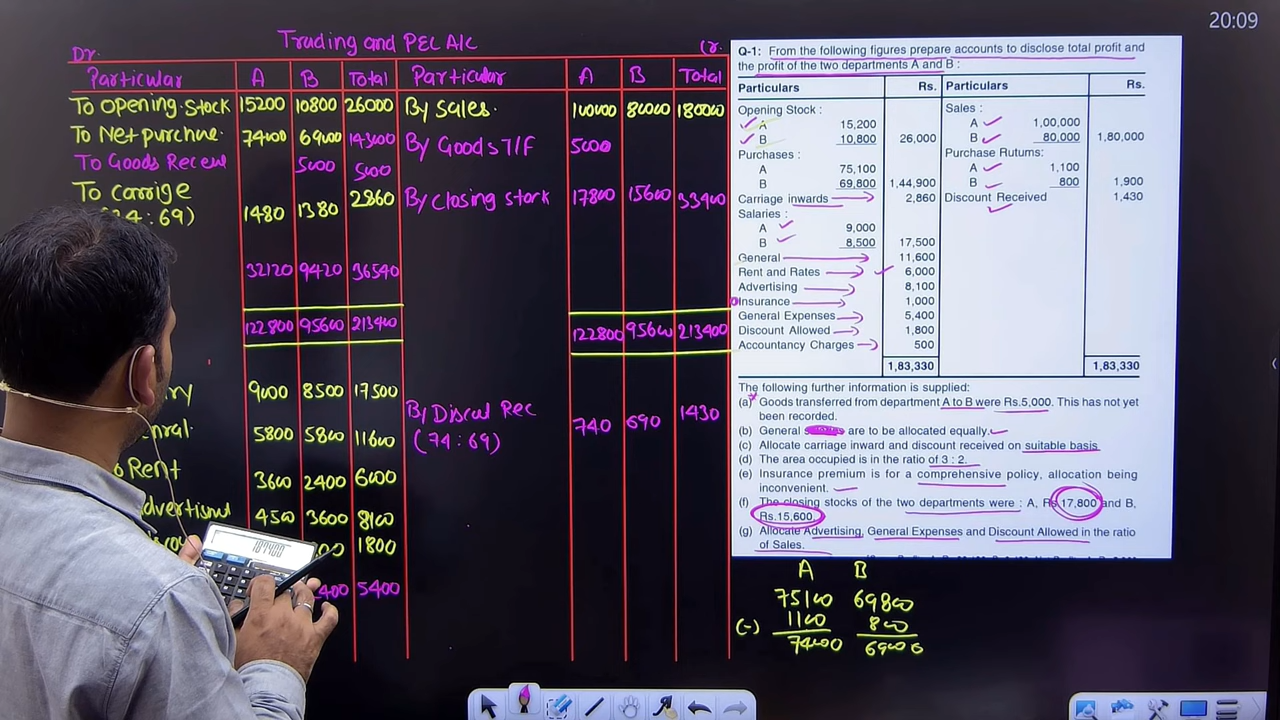 20:09
Trading and P&L A/c
Dr. Cr.
Particular A B Total Particular A B Total
To Opening stock 15200 10800 26000 By Sales. 100000 80000 180000
To Net purchase. 74000 69000 143000 By Goods T/F 5000
To Goods Receive 5000 5000
To Carrige 2860 By Closing stock 17800 15600 33400
(74:69) 1480 1380
32120 9420 36540
122800 95600 213400 122800 95600 213400
9000 8500 17500
By Discut Rec 740 690 1430
5800 5800 11600 (74:69)
Rent 3600 2400 6000
4500 3600 8100
1800
5400
Q-1: From the following figures prepare accounts to disclose total profit and
the profit of the two departments A and B :
Particulars Rs. Particulars Rs.
Opening Stock : Sales :
A 15,200 A 1,00,000
B 10,800 26,000 B 80,000 1,80,000
Purchases : Purchase Ruturns:
A 75,100 A 1,100
B 69,800 1,44,900 B 800 1,900
Carriage inwards 2,860 Discount Received 1,430
Salaries :
A 9,000
B 8,500 17,500
General 11,600
Rent and Rates 6,000
Advertising 8,100
Insurance 1,000
General Expenses 5,400
Discount Allowed 1,800
Accountancy Charges 500
1,83,330 1,83,330
The following further information is supplied:
(a) Goods transferred from department A to B were Rs.5,000. This has not yet
been recorded.
(b) General are to be allocated equally.
(c) Allocate carriage inward and discount received on suitable basis
(d) The area occupied is in the ratio of 3 : 2.
(e) Insurance premium is for a comprehensive policy, allocation being
inconvenient.
(f) The closing stocks of the two departments were : A, Rs.17,800 and B,
Rs.15,600.
(g) Allocate Advertising, General Expenses and Discount Allowed in the ratio
of Sales.
A B
75100 69800
(-) 1100 800
74000 69000